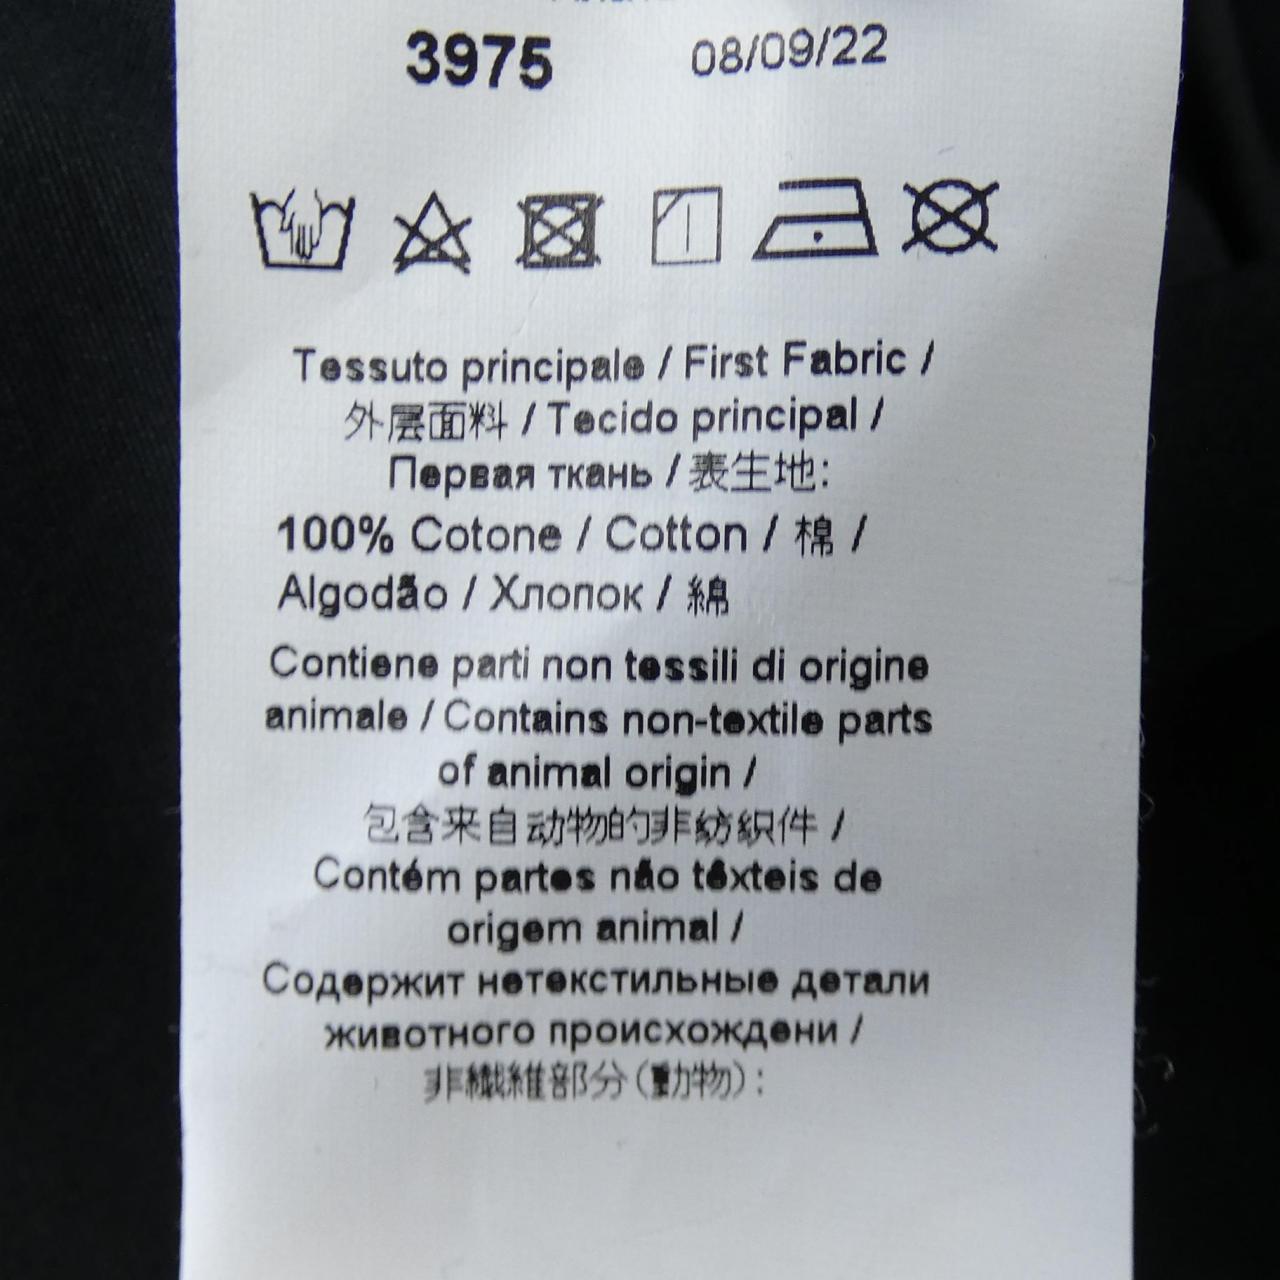 3975 08/09/22
Tessuto principale / First Fabric /
外层面料 / Tecido principal /
Первая ткань / 表生地:
100% Cotone / Cotton / 棉 /
Algodão / Хлопок / 綿
Contiene parti non tessili di origine
animale / Contains non-textile parts
of animal origin /
包含来自动物的非纺织件 /
Contém partes não têxteis de
origem animal /
Содержит нетекстильные детали
животного происхождени /
非繊維部分(動物):